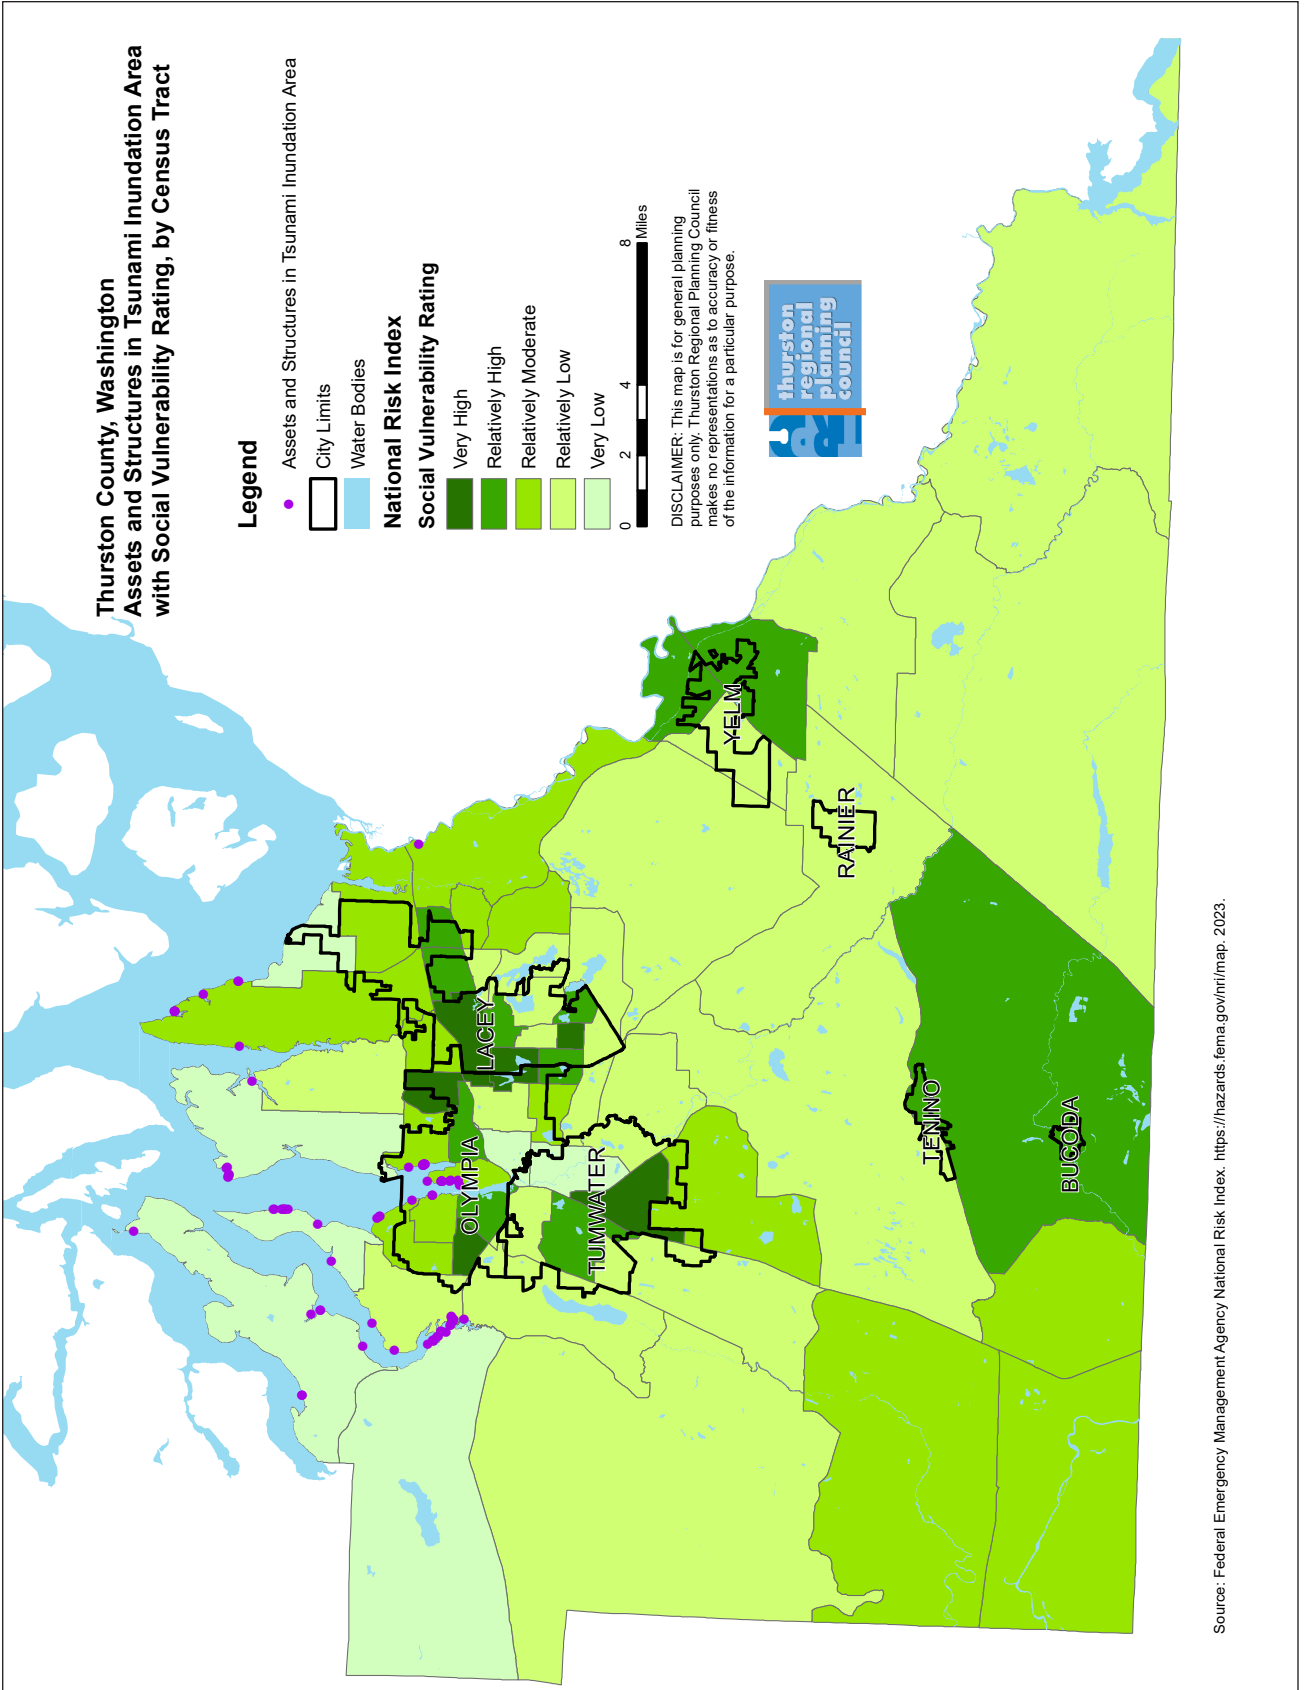 Thurston County, Washington
Assets and Structures in Tsunami Inundation Area
with Social Vulnerability Rating, by Census Tract
Legend
Assets and Structures in Tsunami Inundation Area
City Limits
Water Bodies
National Risk Index
Social Vulnerability Rating
Very High
Relatively High
Relatively Moderate
Relatively Low
Very Low
0 2 4 8
Miles
DISCLAIMER: This map is for general planning
purposes only. Thurston Regional Planning Council
makes no representations as to accuracy or fitness
of the information for a particular purpose.
TRPC
thurston
regional
planning
council
LACEY
OLYMPIA
TUMWATER
YELM
RAINIER
TENINO
BUCODA
Source: Federal Emergency Management Agency National Risk Index. https://hazards.fema.gov/nri/map. 2023.